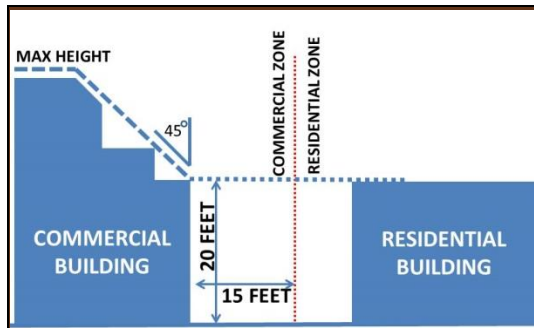 MAX HEIGHT
45°
COMMERCIAL ZONE
RESIDENTIAL ZONE
COMMERCIAL
BUILDING
20 FEET
15 FEET
RESIDENTIAL
BUILDING